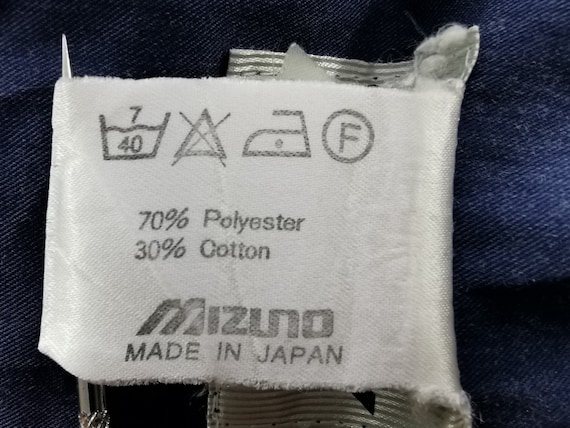 7
40
F
70% Polyester
30% Cotton
MIZUNO
MADE IN JAPAN